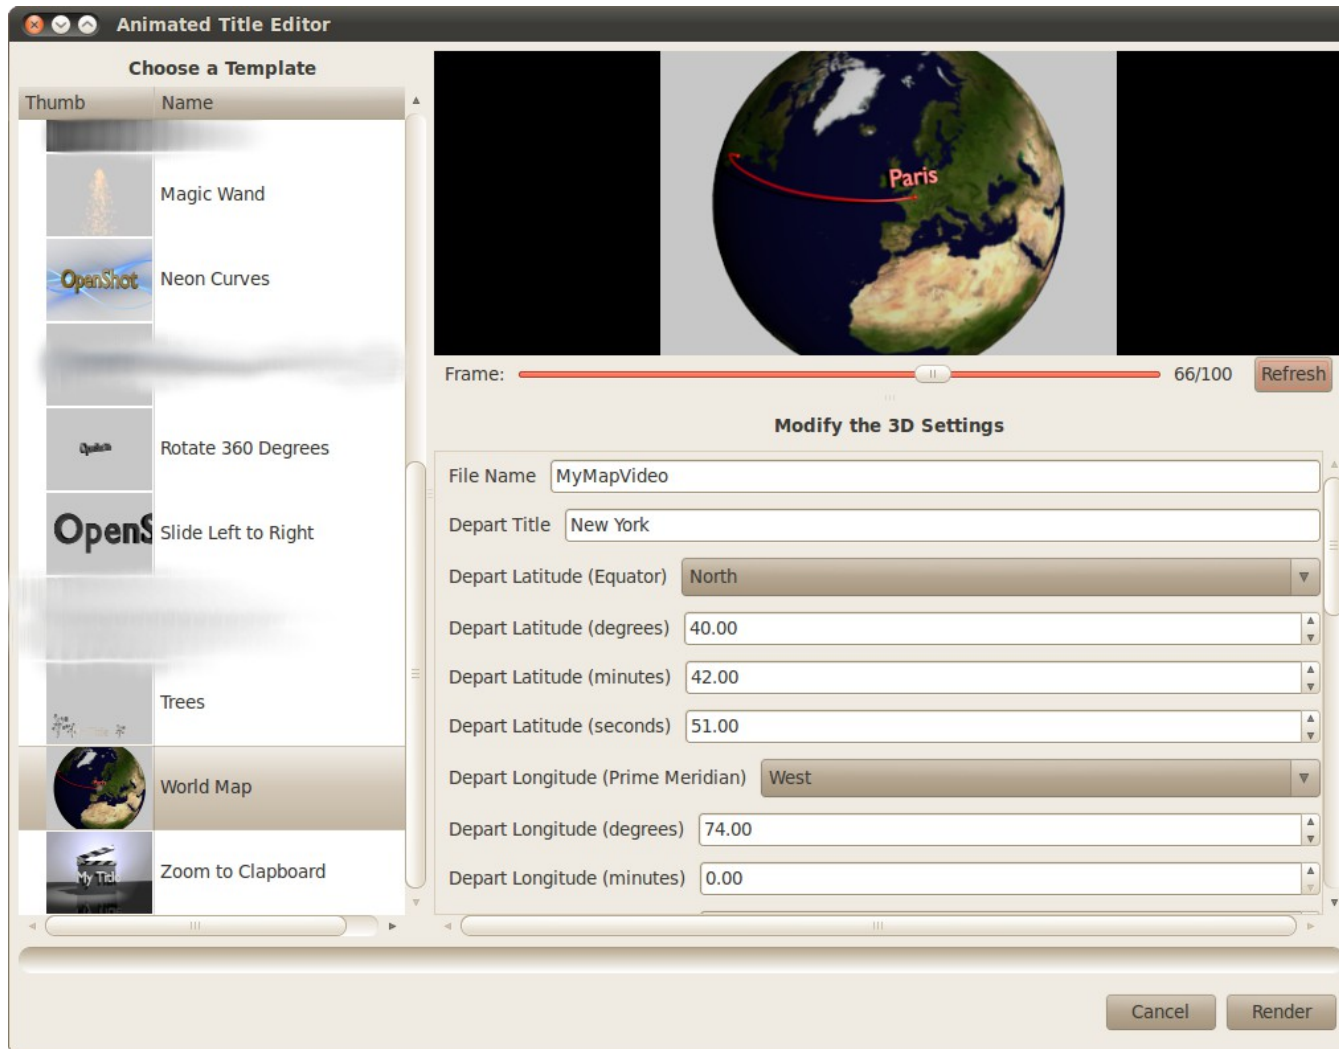 Animated Title Editor
Choose a Template
Thumb Name
Magic Wand
OpenShot Neon Curves
Rotate 360 Degrees
OpenS Slide Left to Right
Trees
World Map
My Title Zoom to Clapboard
Paris
Frame: 66/100 Refresh
Modify the 3D Settings
File Name MyMapVideo
Depart Title New York
Depart Latitude (Equator) North
Depart Latitude (degrees) 40.00
Depart Latitude (minutes) 42.00
Depart Latitude (seconds) 51.00
Depart Longitude (Prime Meridian) West
Depart Longitude (degrees) 74.00
Depart Longitude (minutes) 0.00
Cancel Render